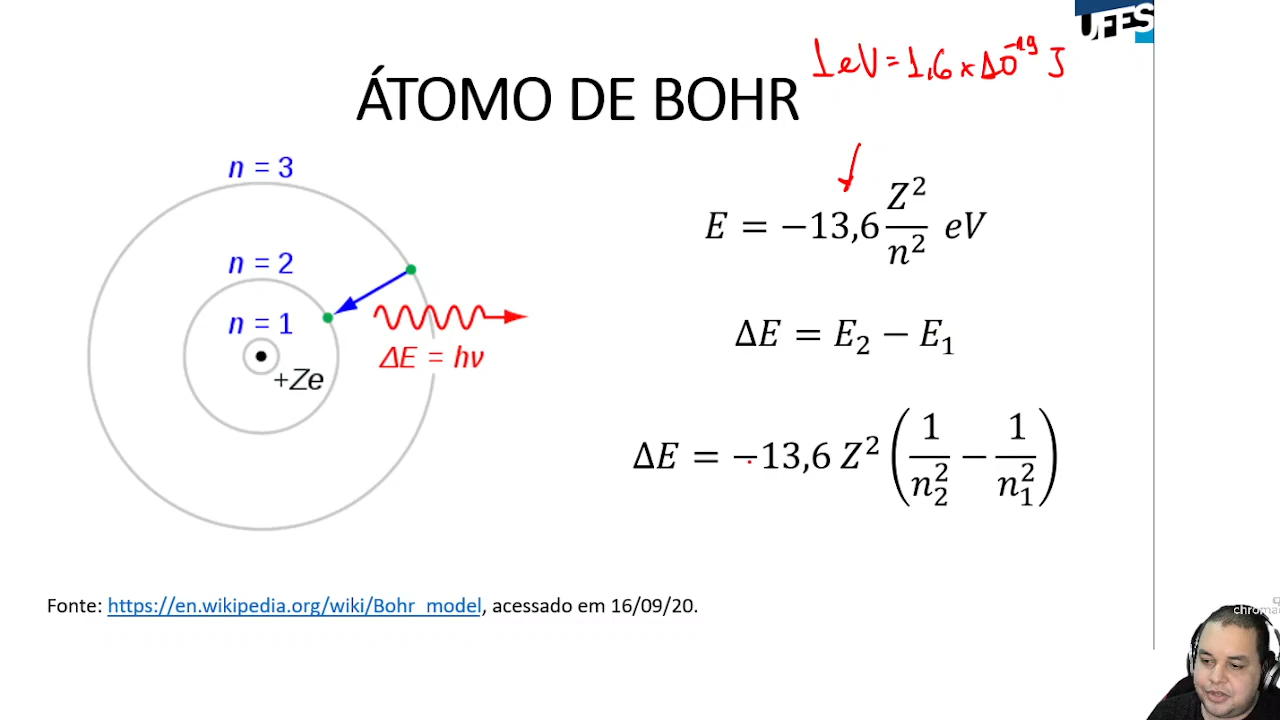 UFES
1eV = 1,6 × 10⁻¹⁹ J
ÁTOMO DE BOHR
n = 3
n = 2
n = 1
+Ze
ΔE = hν
E = −13,6 Z²/n² eV
ΔE = E₂ − E₁
ΔE = −13,6 Z² (1/n₂² − 1/n₁²)
Fonte: https://en.wikipedia.org/wiki/Bohr_model, acessado em 16/09/20.